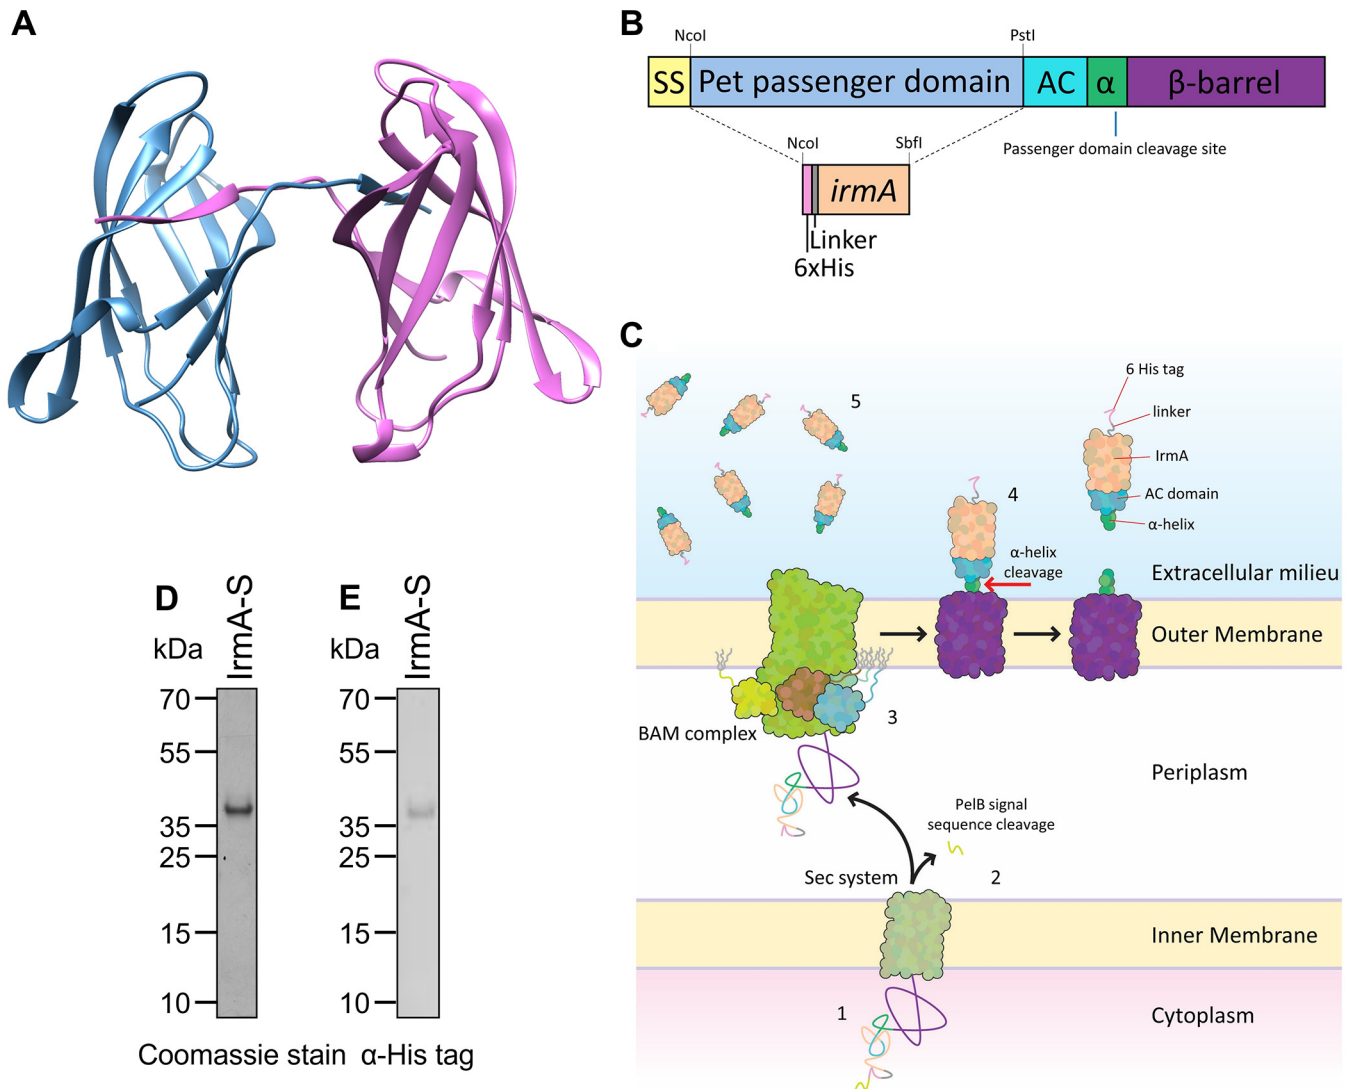 A
B
NcoI
PstI
SS
Pet passenger domain
AC
α
β-barrel
Passenger domain cleavage site
NcoI
SbfI
irmA
Linker
6xHis
C
5
6 His tag
linker
IrmA
AC domain
α-helix
4
α-helix
cleavage
Extracellular milieu
Outer Membrane
BAM complex
3
Periplasm
PelB signal
sequence cleavage
Sec system
2
Inner Membrane
1
Cytoplasm
D
kDa
IrmA-S
70
55
35
25
15
10
Coomassie stain
E
kDa
IrmA-S
70
55
35
25
15
10
α-His tag